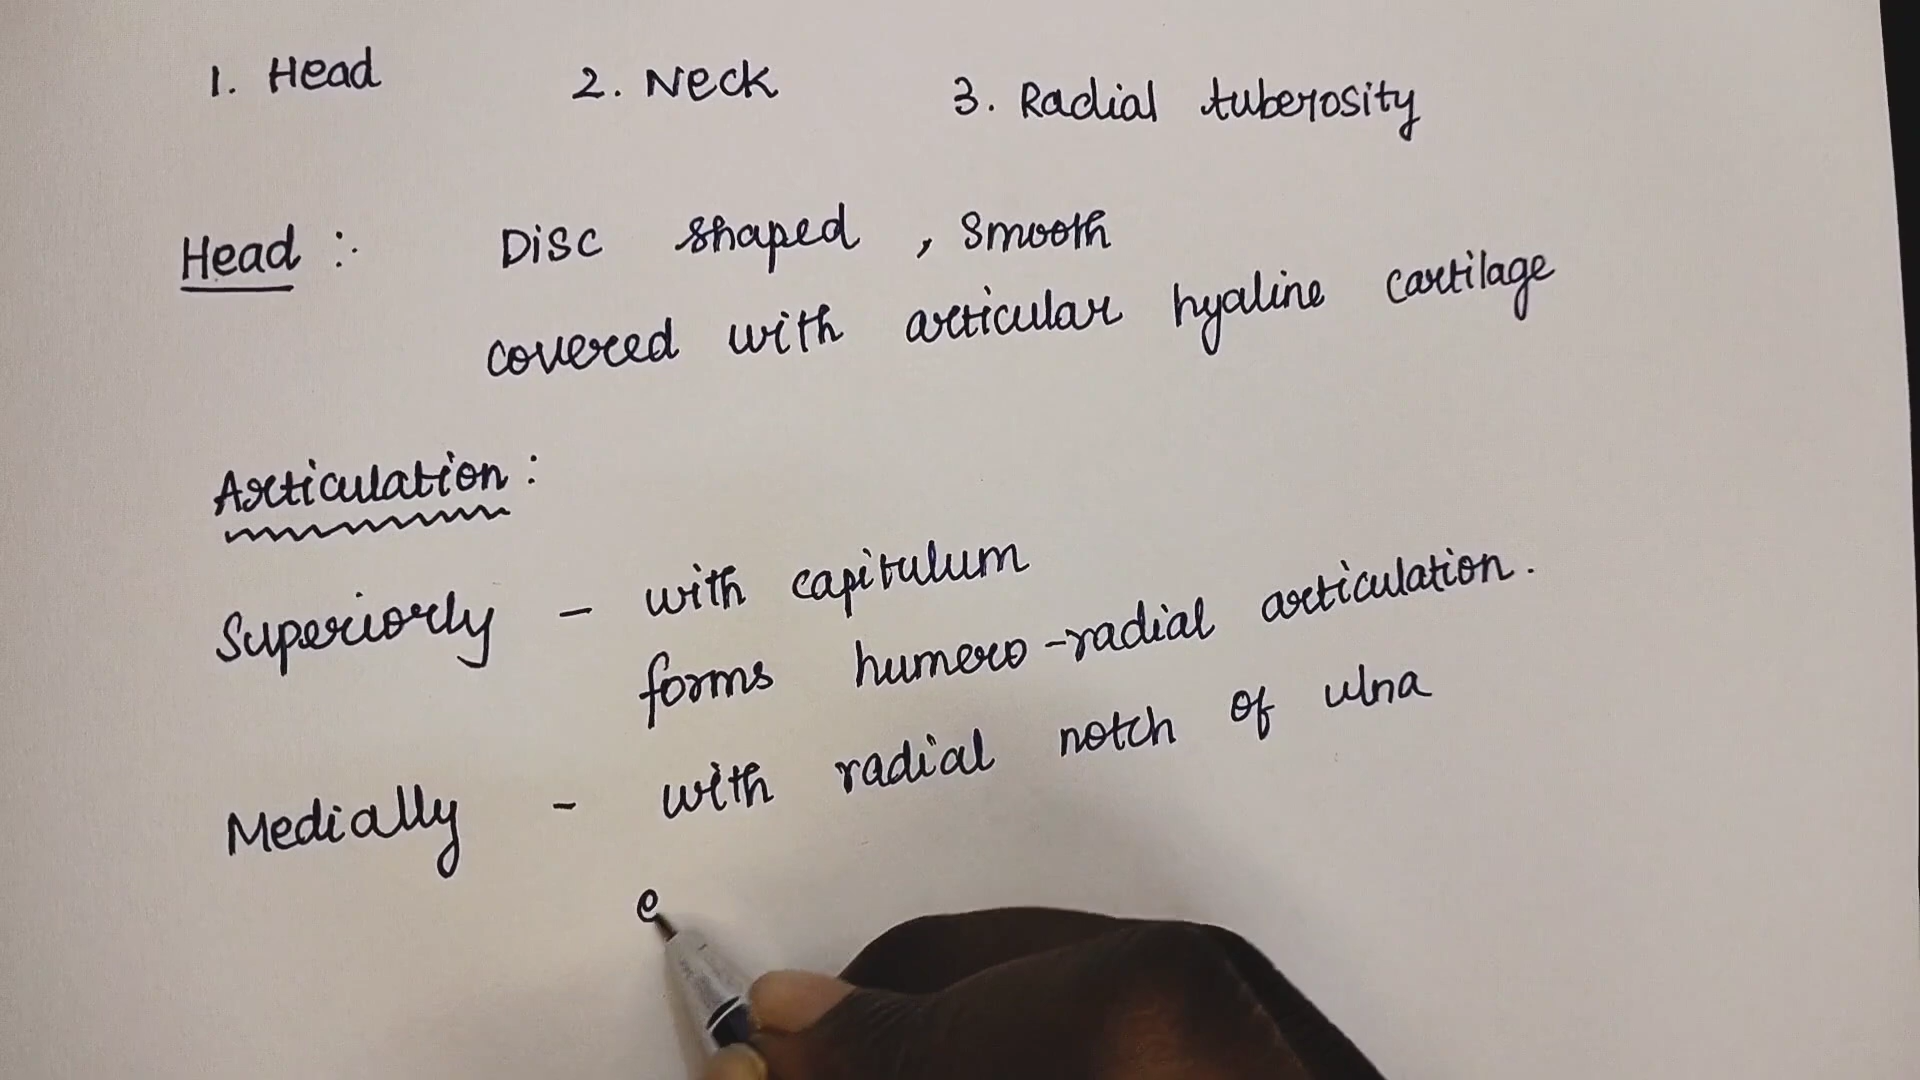 1. Head 2. Neck 3. Radial tuberosity
Head : Disc shaped , Smooth
covered with articular hyaline cartilage
Articulation :
Superiorly - with capitulum
forms humero-radial articulation.
Medially - with radial notch of ulna
e